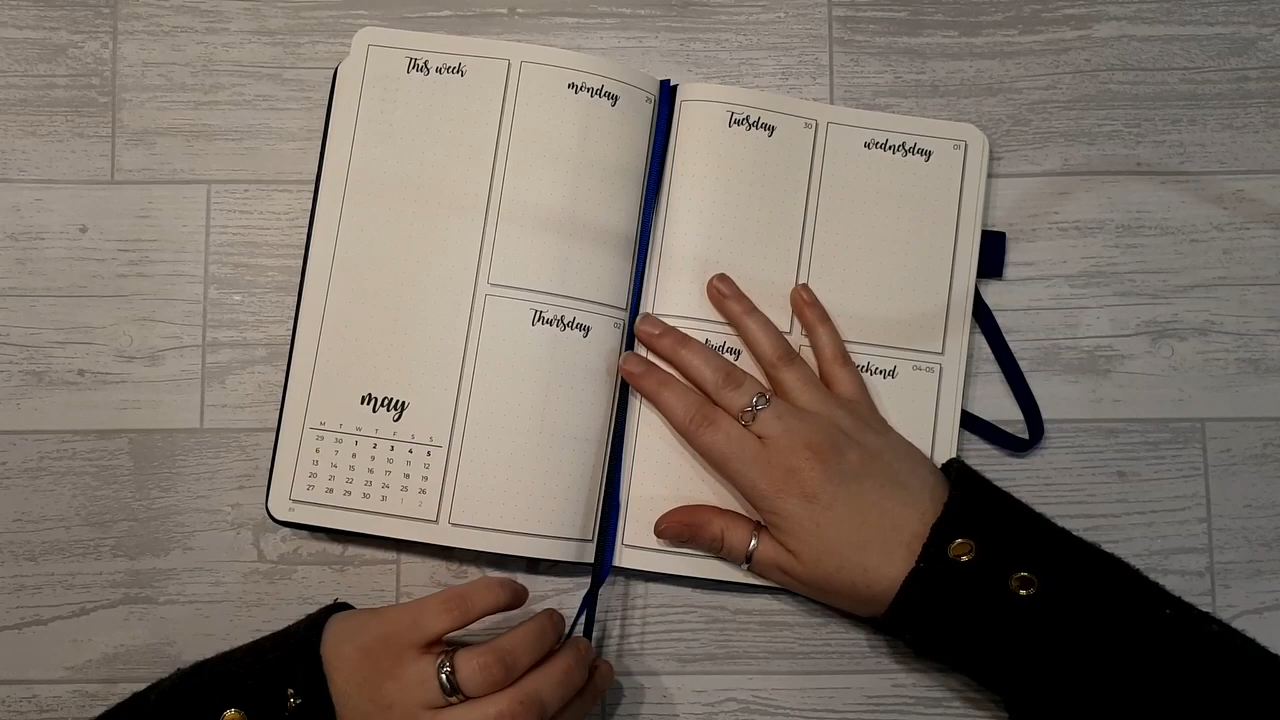 This week
may
M T W T F S S
29 30 1 2 3 4 5
6 7 8 9 10 11 12
13 14 15 16 17 18 19
20 21 22 23 24 25 26
27 28 29 30 31 1 2
monday
29
Thursday
02
Tuesday
30
wednesday
01
friday
eekend
04-05